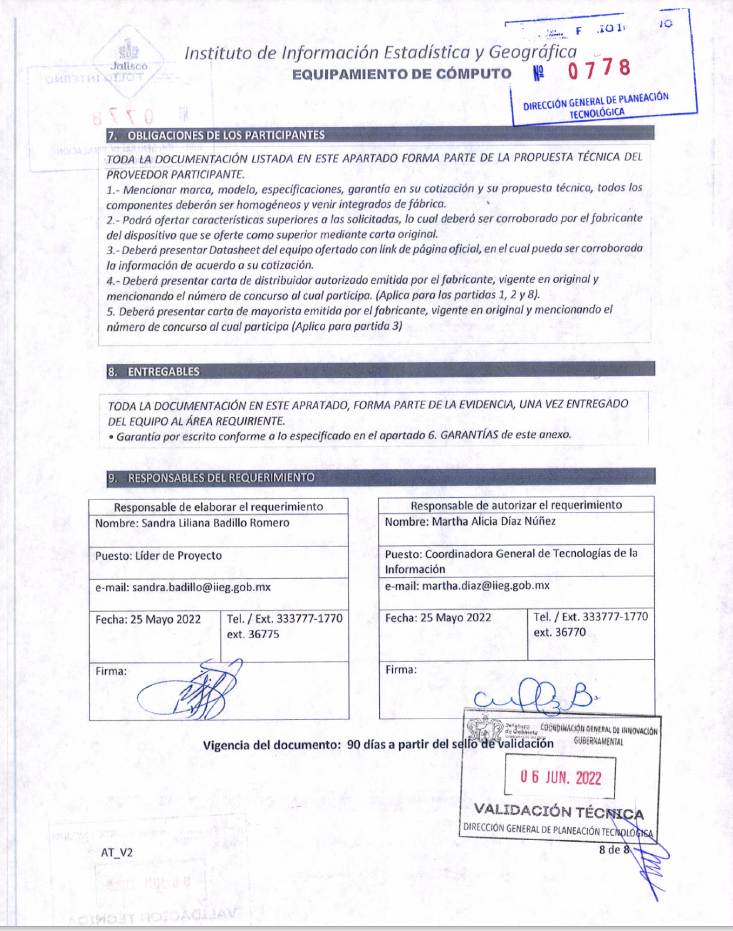 Jalisco
Instituto de Información Estadística y Geográfica
EQUIPAMIENTO DE CÓMPUTO
Nº 0778
DIRECCIÓN GENERAL DE PLANEACIÓN
TECNOLÓGICA
7. OBLIGACIONES DE LOS PARTICIPANTES
TODA LA DOCUMENTACIÓN LISTADA EN ESTE APARTADO FORMA PARTE DE LA PROPUESTA TÉCNICA DEL
PROVEEDOR PARTICIPANTE.
1.- Mencionar marca, modelo, especificaciones, garantía en su cotización y su propuesta técnica, todos los
componentes deberán ser homogéneos y venir integrados de fábrica.
2.- Podrá ofertar características superiores a las solicitadas, lo cual deberá ser corroborado por el fabricante
del dispositivo que se oferte como superior mediante carta original.
3.- Deberá presentar Datasheet del equipo ofertado con link de página oficial, en el cual pueda ser corroborada
la información de acuerdo a su cotización.
4.- Deberá presentar carta de distribuidor autorizado emitida por el fabricante, vigente en original y
mencionando el número de concurso al cual participa. (Aplica para las partidas 1, 2 y 8).
5. Deberá presentar carta de mayorista emitida por el fabricante, vigente en original y mencionando el
número de concurso al cual participa (Aplica para partida 3)
8. ENTREGABLES
TODA LA DOCUMENTACIÓN EN ESTE APRATADO, FORMA PARTE DE LA EVIDENCIA, UNA VEZ ENTREGADO
DEL EQUIPO AL ÁREA REQUIRIENTE.
• Garantía por escrito conforme a lo especificado en el apartado 6. GARANTÍAS de este anexo.
9. RESPONSABLES DEL REQUERIMIENTO
Responsable de elaborar el requerimiento
Nombre: Sandra Liliana Badillo Romero
Puesto: Líder de Proyecto
e-mail: sandra.badillo@iieg.gob.mx
Fecha: 25 Mayo 2022
Tel. / Ext. 333777-1770
ext. 36775
Firma:
Responsable de autorizar el requerimiento
Nombre: Martha Alicia Díaz Núñez
Puesto: Coordinadora General de Tecnologías de la
Información
e-mail: martha.diaz@iieg.gob.mx
Fecha: 25 Mayo 2022
Tel. / Ext. 333777-1770
ext. 36770
Firma:
Vigencia del documento: 90 días a partir del sello de validación
COORDINACIÓN GENERAL DE INNOVACIÓN
GUBERNAMENTAL
06 JUN. 2022
VALIDACIÓN TÉCNICA
DIRECCIÓN GENERAL DE PLANEACIÓN TECNOLÓGICA
AT_V2
8 de 8